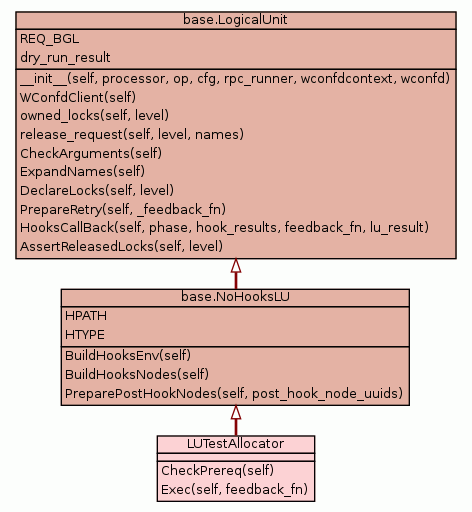 base.LogicalUnit
REQ_BGL
dry_run_result
__init__(self, processor, op, cfg, rpc_runner, wconfdcontext, wconfd)
WConfdClient(self)
owned_locks(self, level)
release_request(self, level, names)
CheckArguments(self)
ExpandNames(self)
DeclareLocks(self, level)
PrepareRetry(self, _feedback_fn)
HooksCallBack(self, phase, hook_results, feedback_fn, lu_result)
AssertReleasedLocks(self, level)
base.NoHooksLU
HPATH
HTYPE
BuildHooksEnv(self)
BuildHooksNodes(self)
PreparePostHookNodes(self, post_hook_node_uuids)
LUTestAllocator
CheckPrereq(self)
Exec(self, feedback_fn)